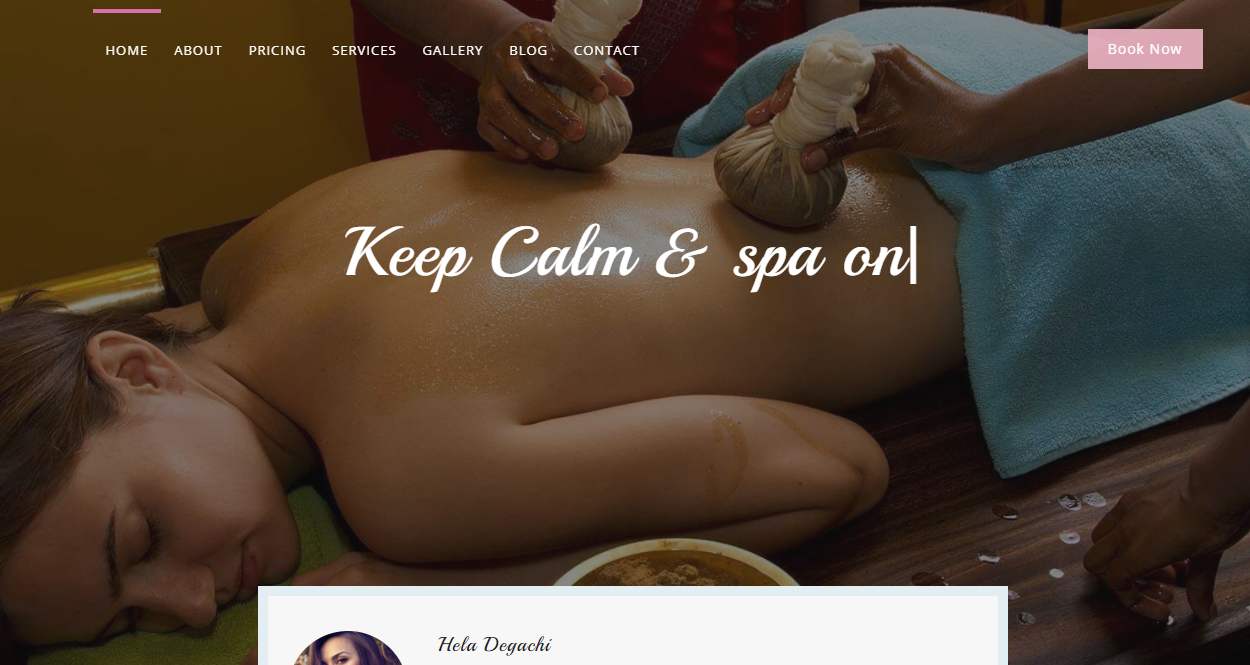 HOME ABOUT PRICING SERVICES GALLERY BLOG CONTACT Book Now
Keep Calm & spa on|
Hela Degachi